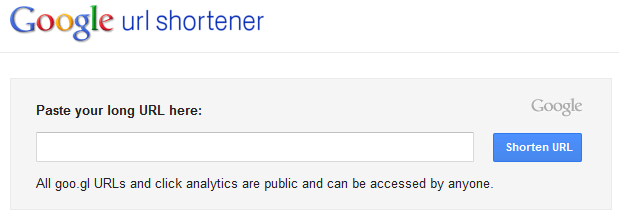 Google url shortener
Google
Paste your long URL here:
Shorten URL
All goo.gl URLs and click analytics are public and can be accessed by anyone.